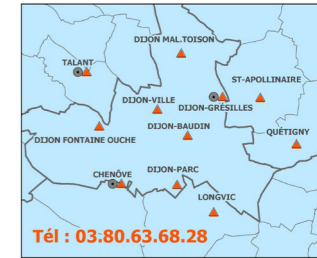 DIJON MAL.TOISON
TALANT
ST-APOLLINAIRE
DIJON-VILLE
DIJON-GRÉSILLES
DIJON-BAUDIN
QUÉTIGNY
DIJON FONTAINE OUCHE
CHENÔVE
DIJON-PARC
LONGVIC
Tél : 03.80.63.68.28